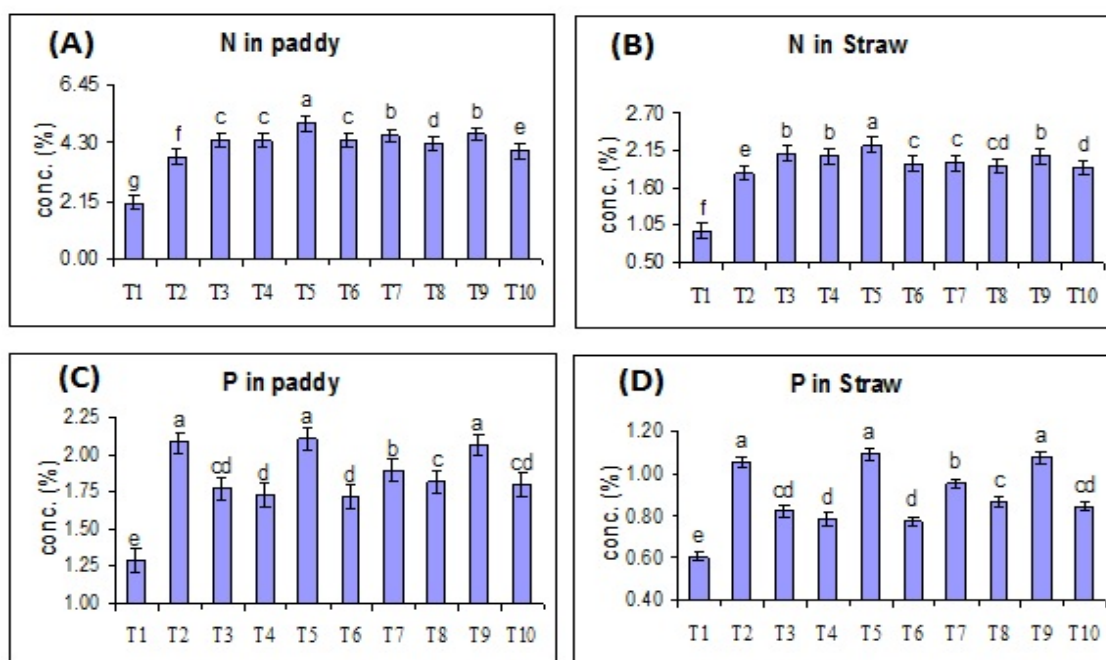 (A) N in paddy
conc. (%)
6.45
4.30
2.15
0.00
g f c c a c b d b e
T1 T2 T3 T4 T5 T6 T7 T8 T9 T10
(B) N in Straw
conc. (%)
2.70
2.15
1.60
1.05
0.50
f e b b a c c cd b d
T1 T2 T3 T4 T5 T6 T7 T8 T9 T10
(C) P in paddy
conc. (%)
2.25
2.00
1.75
1.50
1.25
1.00
e a cd d a d b c a cd
T1 T2 T3 T4 T5 T6 T7 T8 T9 T10
(D) P in Straw
conc. (%)
1.20
1.00
0.80
0.60
0.40
e a cd d a d b c a cd
T1 T2 T3 T4 T5 T6 T7 T8 T9 T10